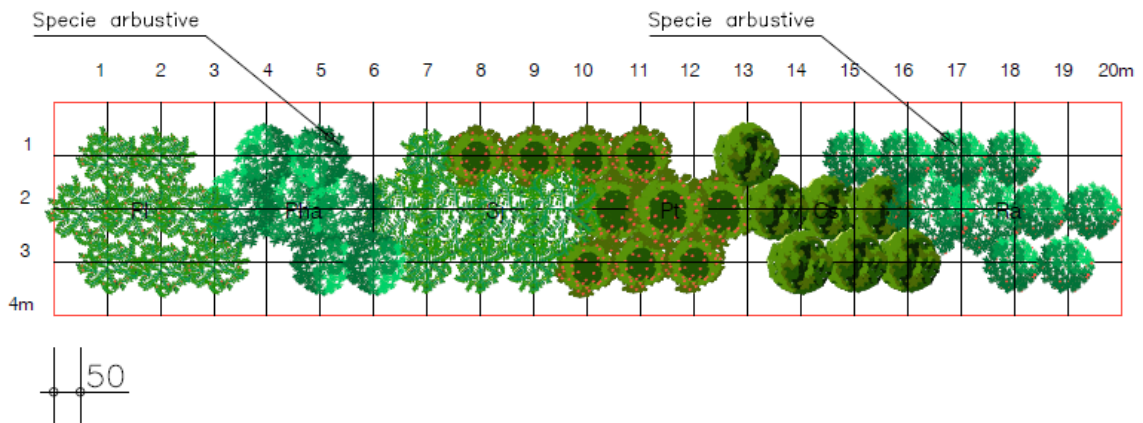 Specie arbustive Specie arbustive
1 2 3 4 5 6 7 8 9 10 11 12 13 14 15 16 17 18 19 20m
1
2 Pha Pt Cs Ra
3
4m
50